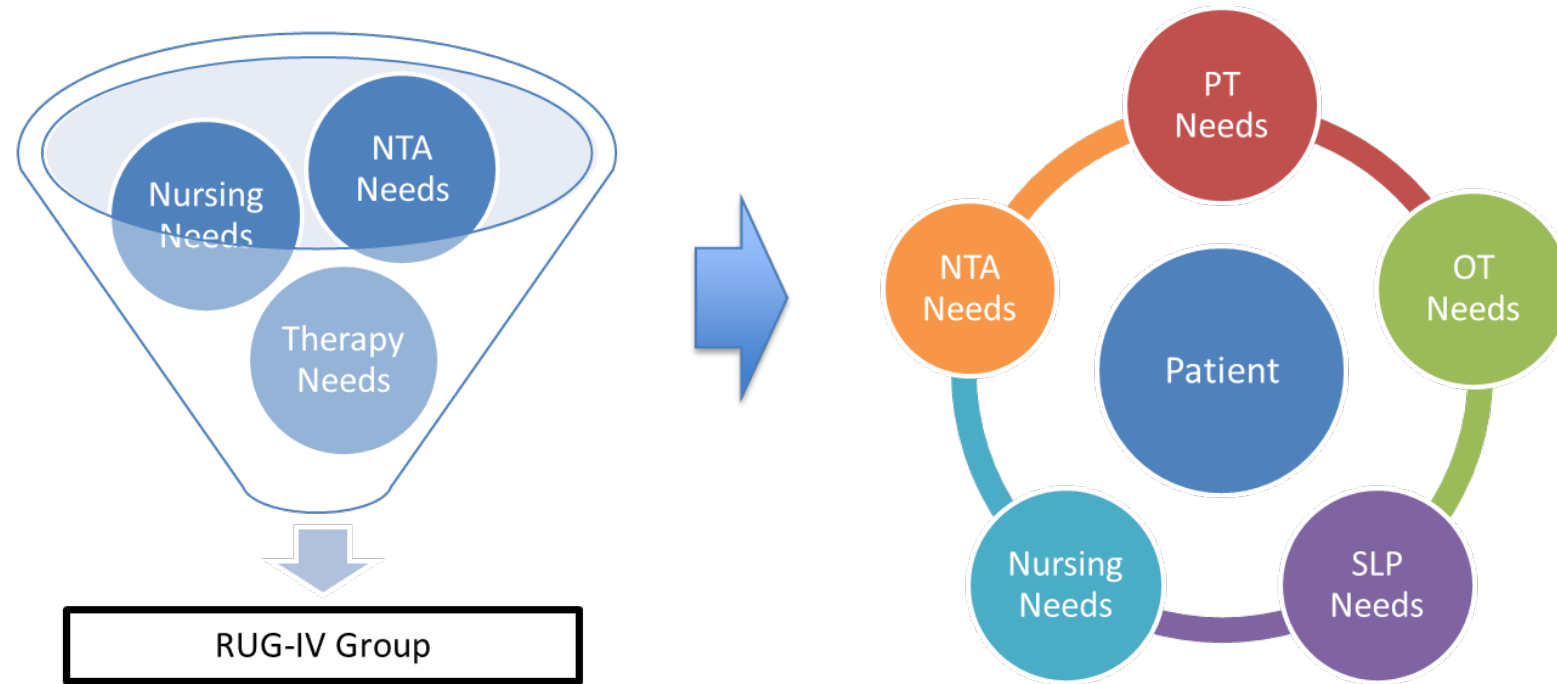 Nursing
Needs
NTA
Needs
Therapy
Needs
RUG-IV Group
PT
Needs
OT
Needs
SLP
Needs
Nursing
Needs
NTA
Needs
Patient